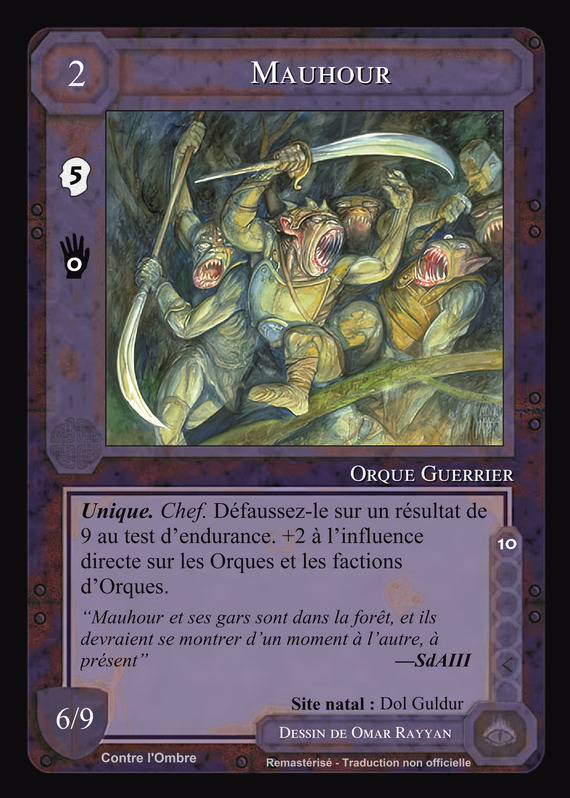 2
MAUHOUR
5
0
ORQUE GUERRIER
Unique. Chef. Défaussez-le sur un résultat de
9 au test d’endurance. +2 à l’influence
directe sur les Orques et les factions
d’Orques.
10
“Mauhour et ses gars sont dans la forêt, et ils
devraient se montrer d’un moment à l’autre, à
présent” —SdAIII
Site natal : Dol Guldur
6/9
DESSIN DE OMAR RAYYAN
Contre l'Ombre
Remastérisé - Traduction non officielle